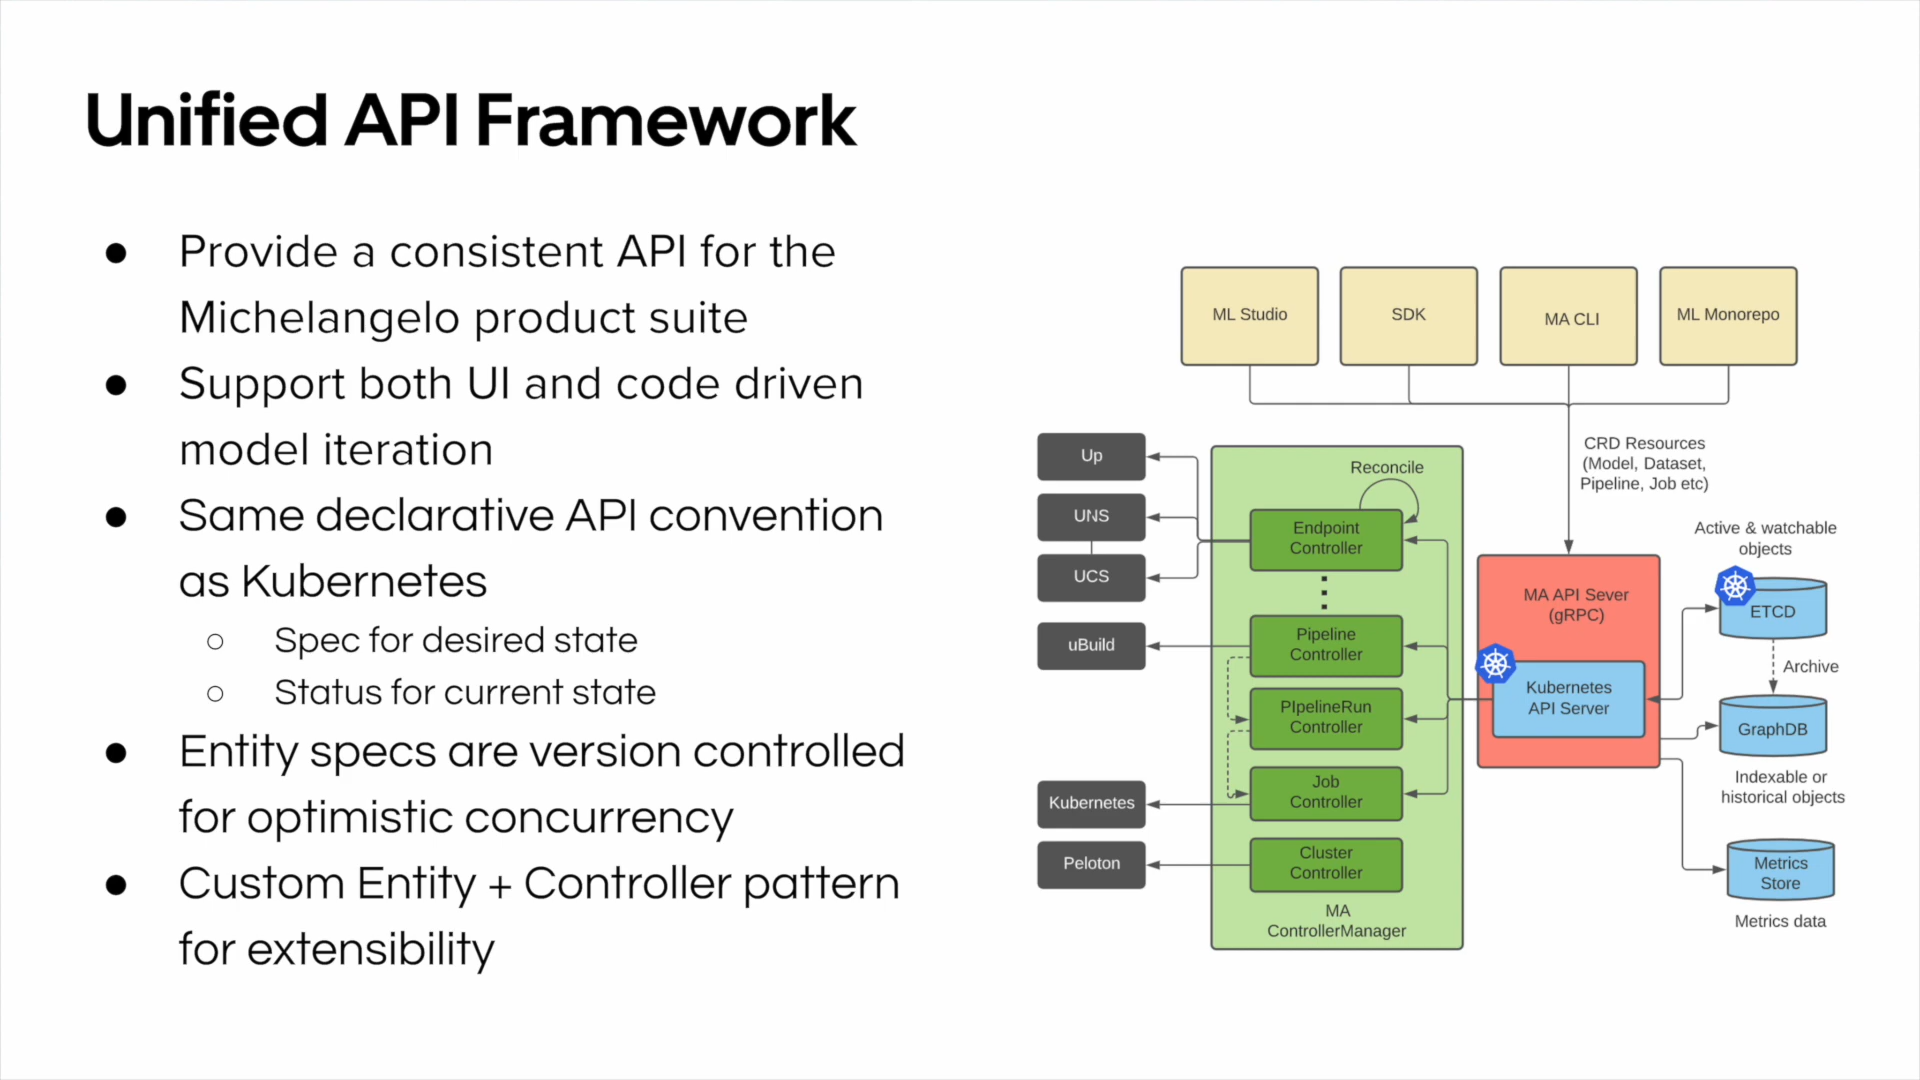 Unified API Framework
● Provide a consistent API for the
Michelangelo product suite
● Support both UI and code driven
model iteration
● Same declarative API convention
as Kubernetes
○ Spec for desired state
○ Status for current state
● Entity specs are version controlled
for optimistic concurrency
● Custom Entity + Controller pattern
for extensibility
ML Studio
SDK
MA CLI
ML Monorepo
CRD Resources
(Model, Dataset,
Pipeline, Job etc)
Up
UNS
UCS
uBuild
Kubernetes
Peloton
Reconcile
Endpoint
Controller
Pipeline
Controller
PIpelineRun
Controller
Job
Controller
Cluster
Controller
MA
ControllerManager
MA API Sever
(gRPC)
Kubernetes
API Server
Active & watchable
objects
ETCD
Archive
GraphDB
Indexable or
historical objects
Metrics
Store
Metrics data